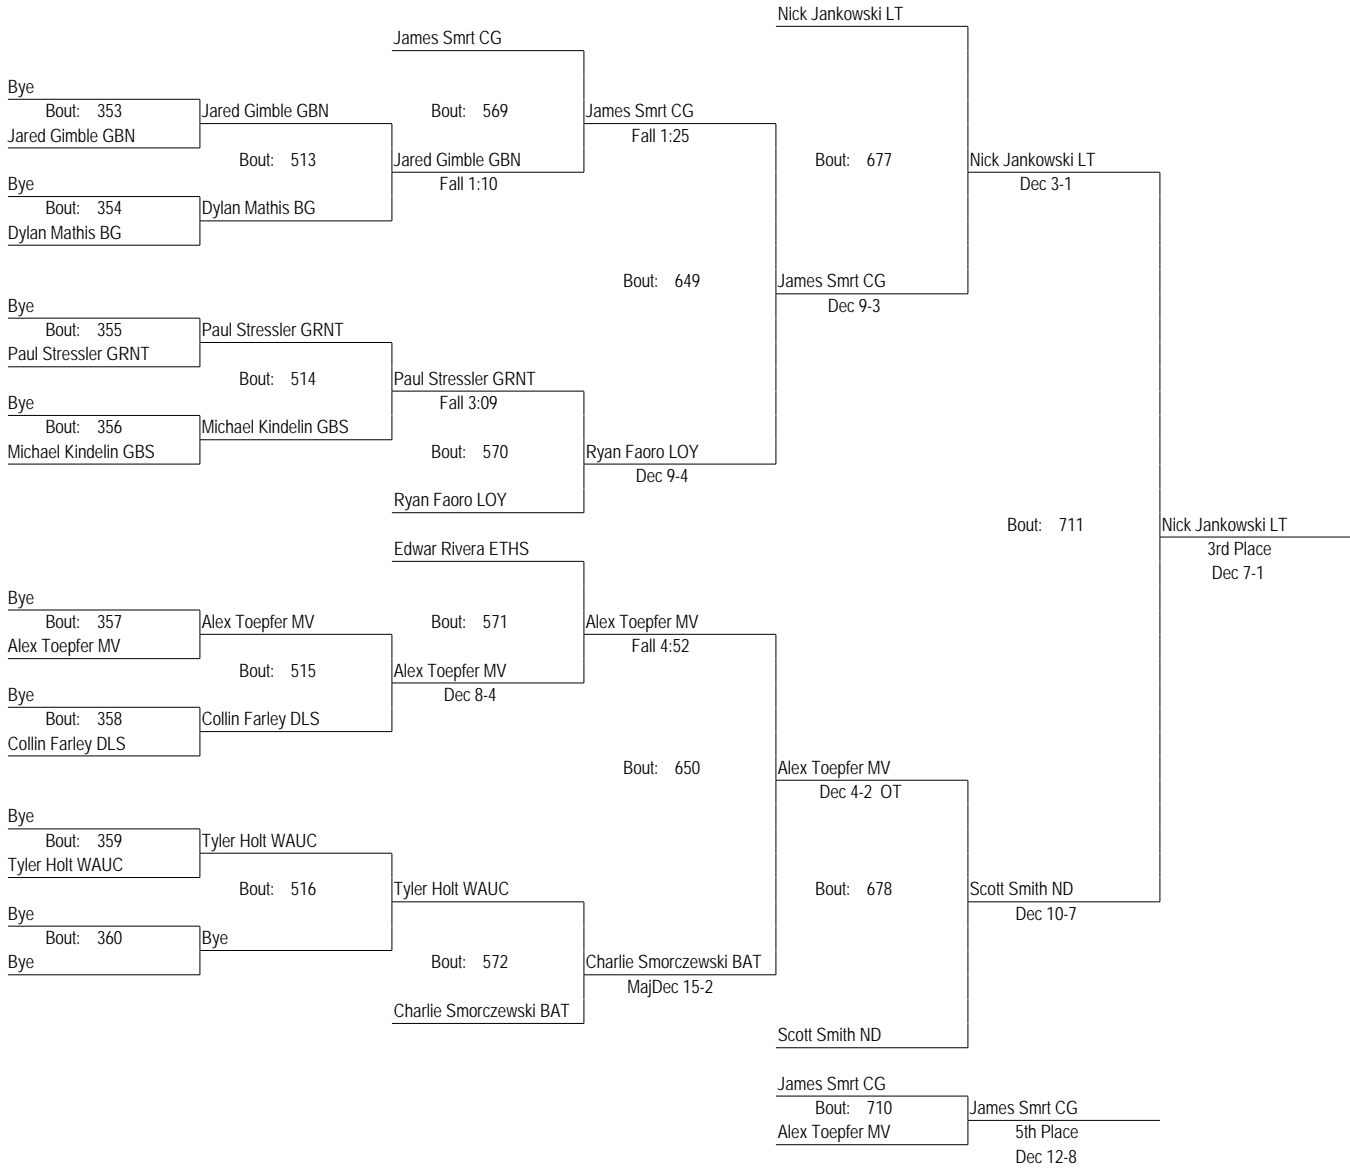 Nick Jankowski LT
James Smrt CG
Bye
Bout: 353
Jared Gimble GBN
Jared Gimble GBN
Bout: 569
James Smrt CG
Fall 1:25
Bout: 513
Jared Gimble GBN
Fall 1:10
Bout: 677
Nick Jankowski LT
Dec 3-1
Bye
Bout: 354
Dylan Mathis BG
Dylan Mathis BG
Bout: 649
James Smrt CG
Dec 9-3
Bye
Bout: 355
Paul Stressler GRNT
Paul Stressler GRNT
Bout: 514
Paul Stressler GRNT
Fall 3:09
Bye
Bout: 356
Michael Kindelin GBS
Michael Kindelin GBS
Bout: 570
Ryan Faoro LOY
Dec 9-4
Ryan Faoro LOY
Bout: 711
Nick Jankowski LT
3rd Place
Dec 7-1
Edwar Rivera ETHS
Bye
Bout: 357
Alex Toepfer MV
Alex Toepfer MV
Bout: 571
Alex Toepfer MV
Fall 4:52
Bout: 515
Alex Toepfer MV
Dec 8-4
Bye
Bout: 358
Collin Farley DLS
Collin Farley DLS
Bout: 650
Alex Toepfer MV
Dec 4-2 OT
Bye
Bout: 359
Tyler Holt WAUC
Tyler Holt WAUC
Bout: 516
Tyler Holt WAUC
Bout: 678
Scott Smith ND
Dec 10-7
Bye
Bout: 360
Bye
Bye
Bout: 572
Charlie Smorczewski BAT
MajDec 15-2
Charlie Smorczewski BAT
Scott Smith ND
James Smrt CG
Bout: 710
Alex Toepfer MV
James Smrt CG
5th Place
Dec 12-8